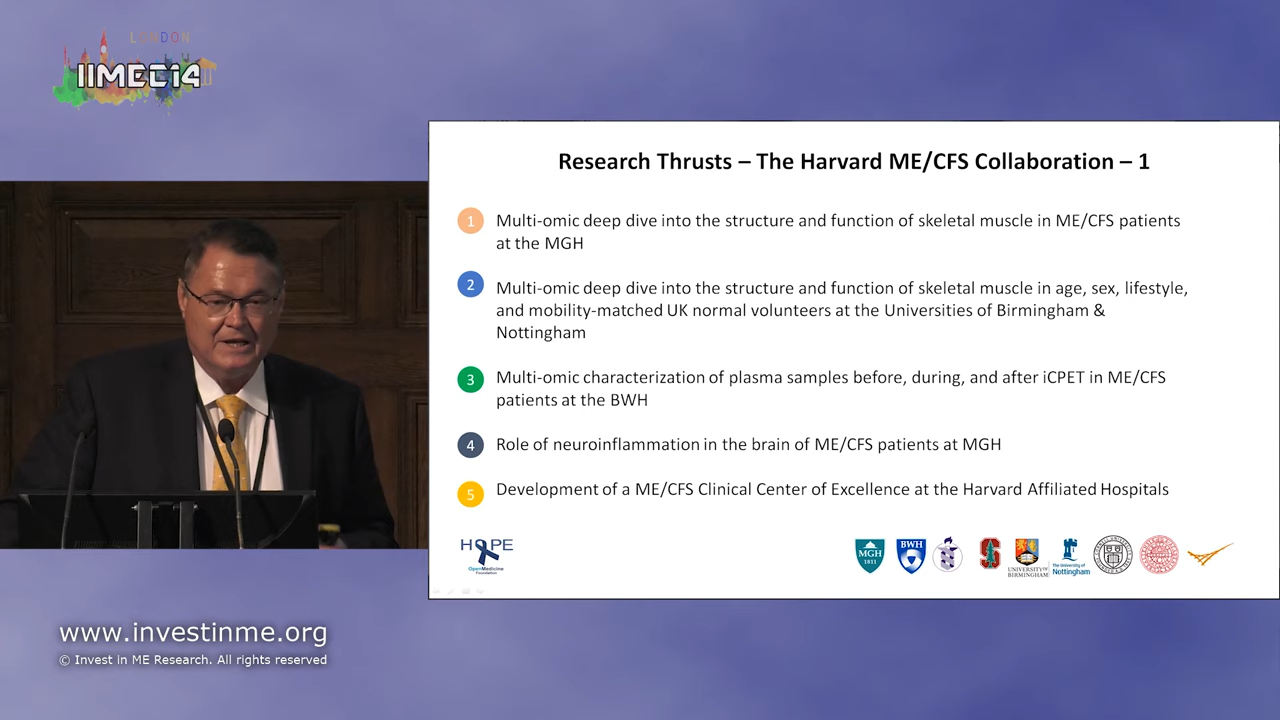 LONDON
IIMEC14
Research Thrusts – The Harvard ME/CFS Collaboration – 1
1
Multi-omic deep dive into the structure and function of skeletal muscle in ME/CFS patients
at the MGH
2
Multi-omic deep dive into the structure and function of skeletal muscle in age, sex, lifestyle,
and mobility-matched UK normal volunteers at the Universities of Birmingham &
Nottingham
3
Multi-omic characterization of plasma samples before, during, and after iCPET in ME/CFS
patients at the BWH
4
Role of neuroinflammation in the brain of ME/CFS patients at MGH
5
Development of a ME/CFS Clinical Center of Excellence at the Harvard Affiliated Hospitals
HOPE
OpenMedicine
Foundation
MGH
1811
BWH
S
UNIVERSITY OF
BIRMINGHAM
The University of
Nottingham
www.investinme.org
© Invest in ME Research. All rights reserved